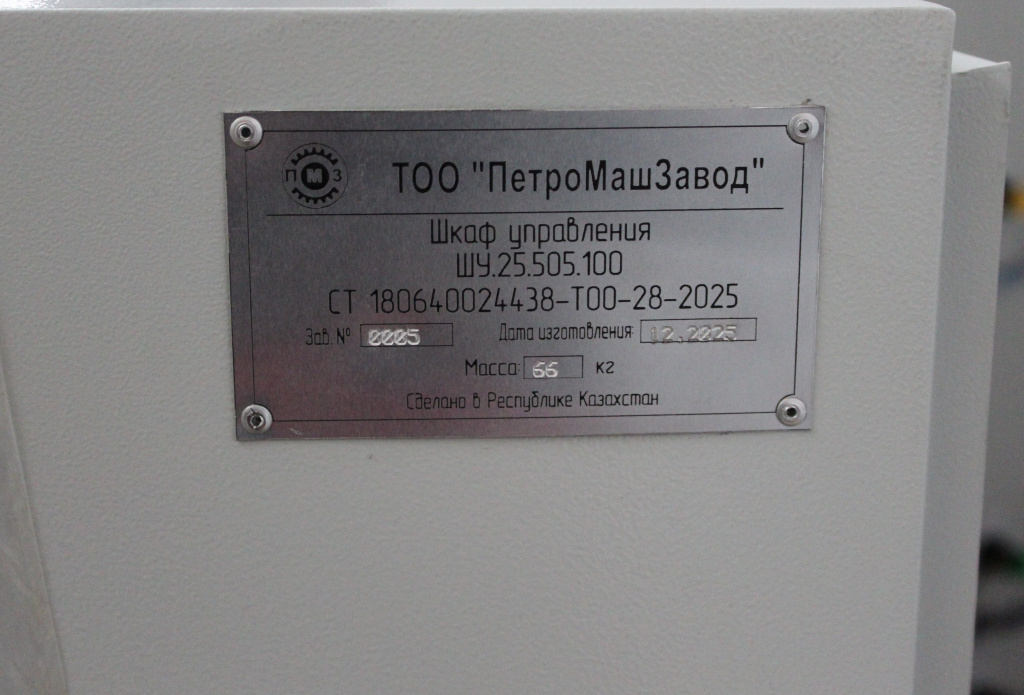 П М З
ТОО "ПетроМашЗавод"
Шкаф управления
ШУ.25.505.100
СТ 180640024438-ТОО-28-2025
Зав. № 0005 Дата изготовления: 12.2025
Масса: 66 кг
Сделано в Республике Казахстан